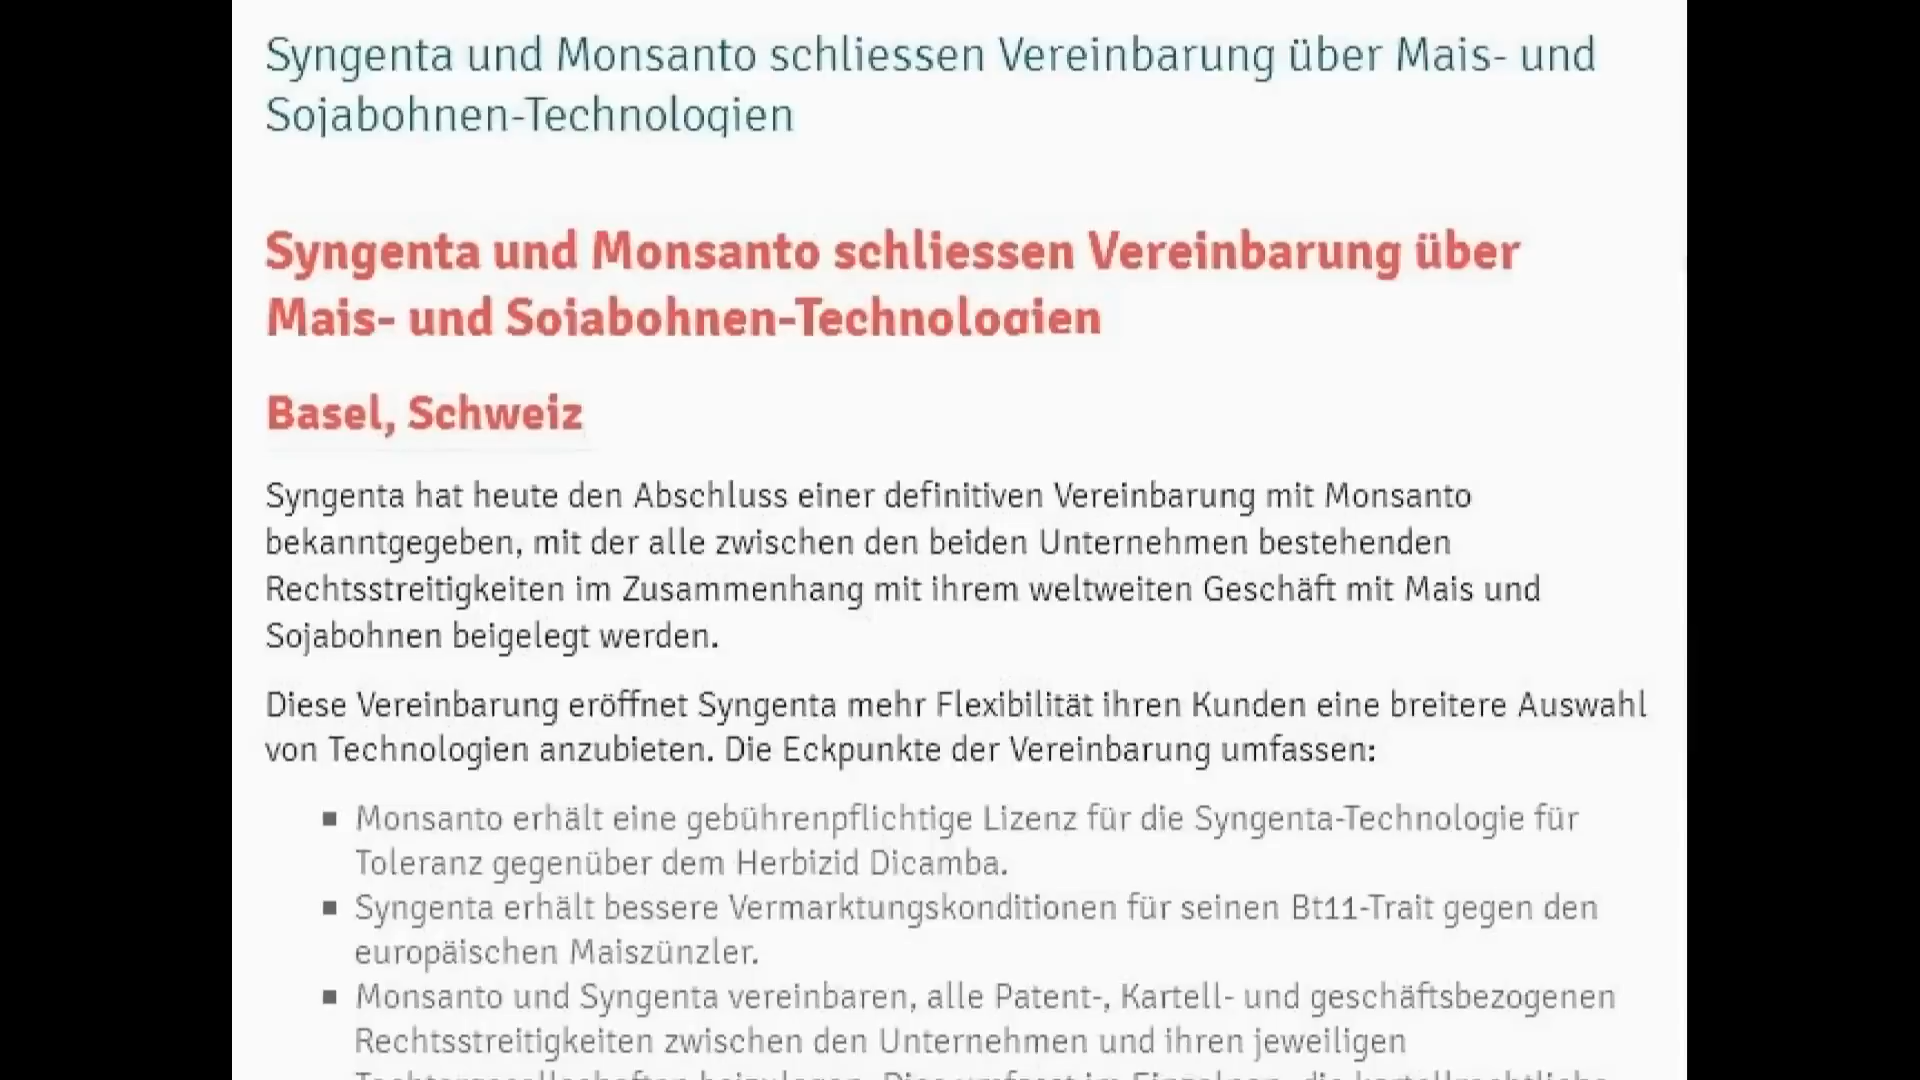 Syngenta und Monsanto schliessen Vereinbarung über Mais- und
Sojabohnen-Technologien
Syngenta und Monsanto schliessen Vereinbarung über
Mais- und Sojabohnen-Technologien
Basel, Schweiz
Syngenta hat heute den Abschluss einer definitiven Vereinbarung mit Monsanto
bekanntgegeben, mit der alle zwischen den beiden Unternehmen bestehenden
Rechtsstreitigkeiten im Zusammenhang mit ihrem weltweiten Geschäft mit Mais und
Sojabohnen beigelegt werden.
Diese Vereinbarung eröffnet Syngenta mehr Flexibilität ihren Kunden eine breitere Auswahl
von Technologien anzubieten. Die Eckpunkte der Vereinbarung umfassen:
▪ Monsanto erhält eine gebührenpflichtige Lizenz für die Syngenta-Technologie für
Toleranz gegenüber dem Herbizid Dicamba.
▪ Syngenta erhält bessere Vermarktungskonditionen für seinen Bt11-Trait gegen den
europäischen Maiszünzler.
▪ Monsanto und Syngenta vereinbaren, alle Patent-, Kartell- und geschäftsbezogenen
Rechtsstreitigkeiten zwischen den Unternehmen und ihren jeweiligen